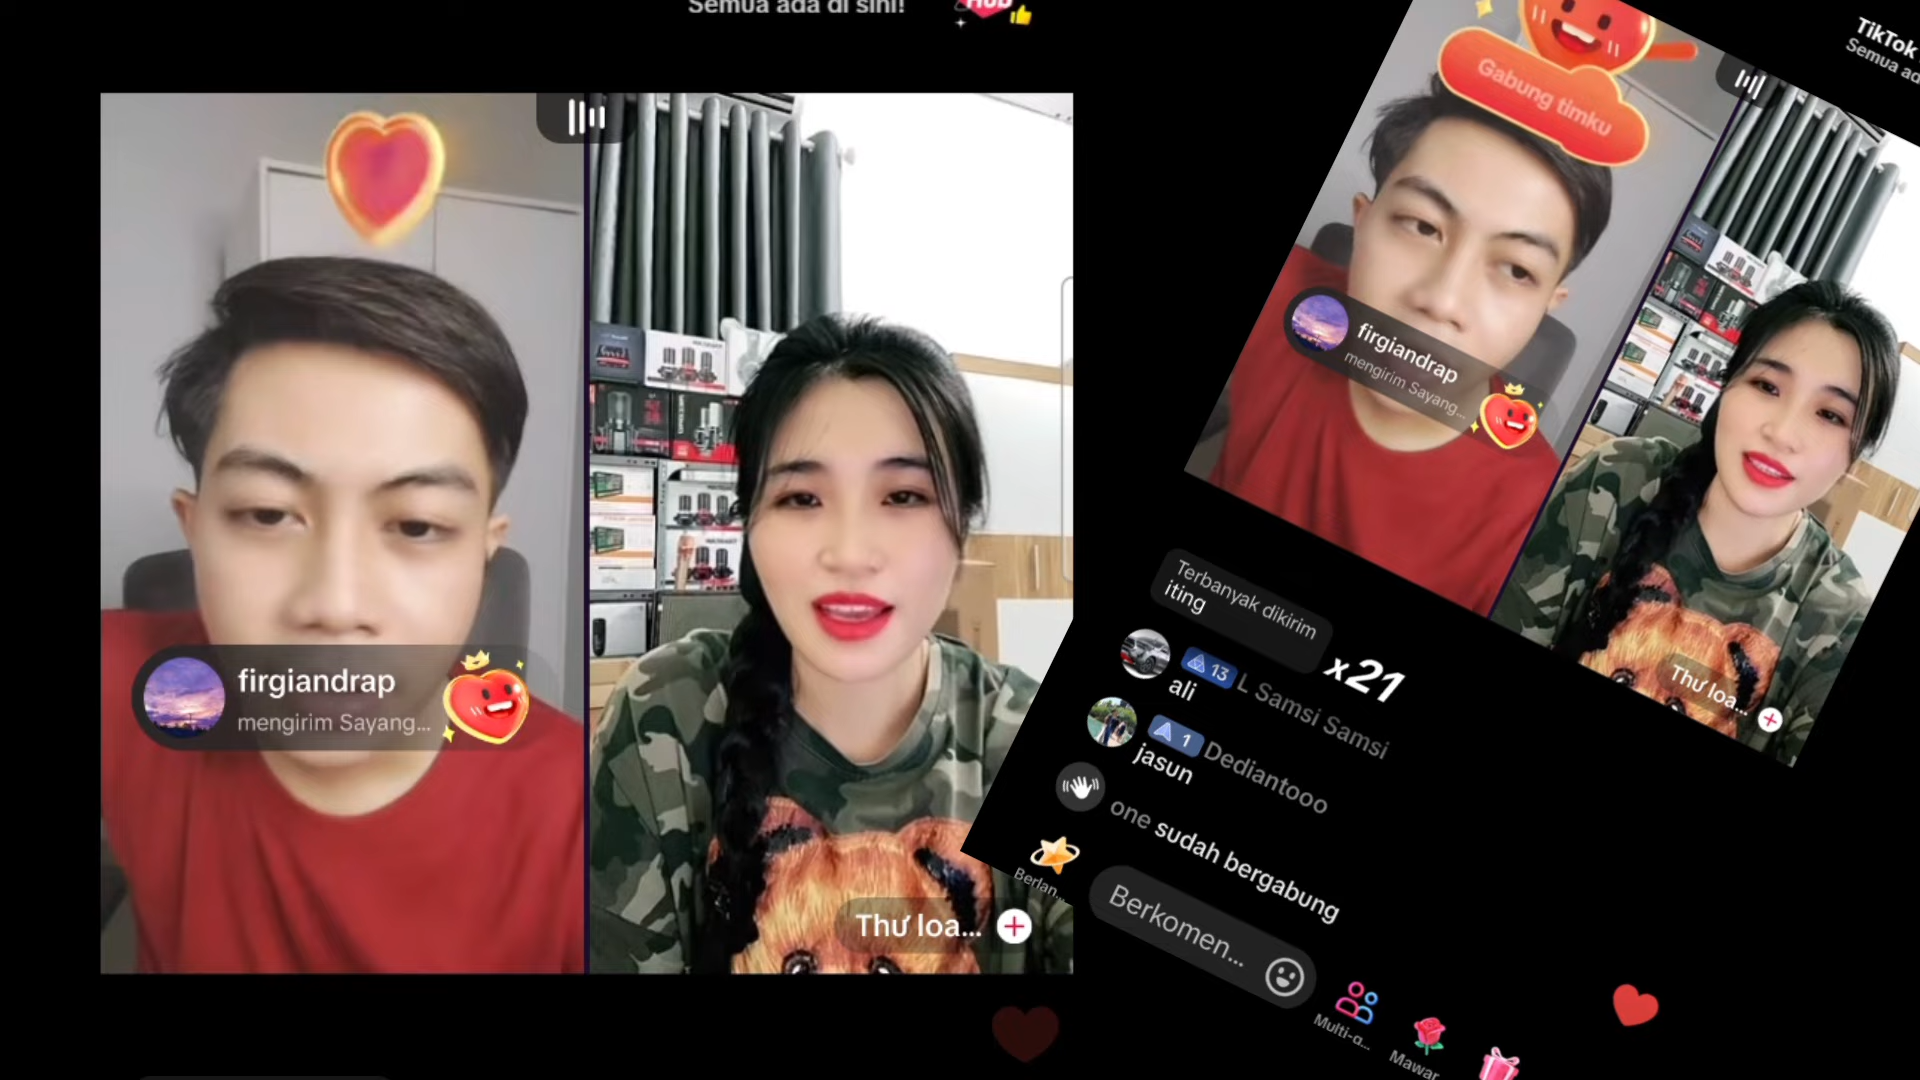 Semua ada di sini!
Hub
firgiandrap
mengirim Sayang...
Thư loa...
TikTok
Semua ad
Gabung timku
firgiandrap
mengirim Sayang...
Thư loa...
Terbanyak dikirim
iting
x21
13 L Samsi Samsi
ali
1 Dediantooo
jasun
one sudah bergabung
Berlan...
Berkomen...
Multi-a...
Mawar